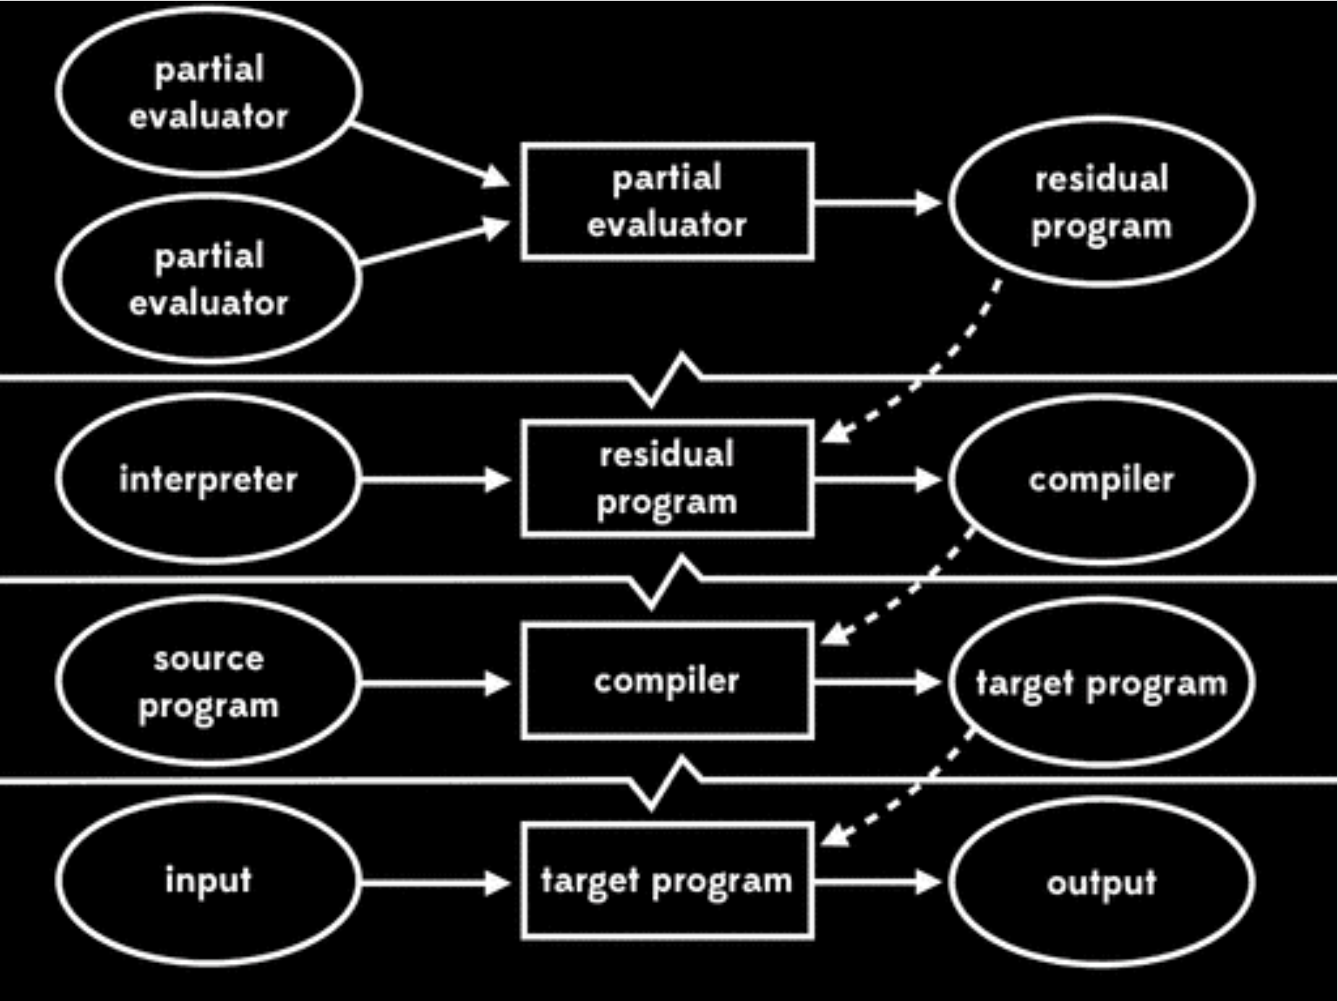 partial
evaluator
partial
evaluator
partial
evaluator
residual
program
interpreter
residual
program
compiler
source
program
compiler
target program
input
target program
output